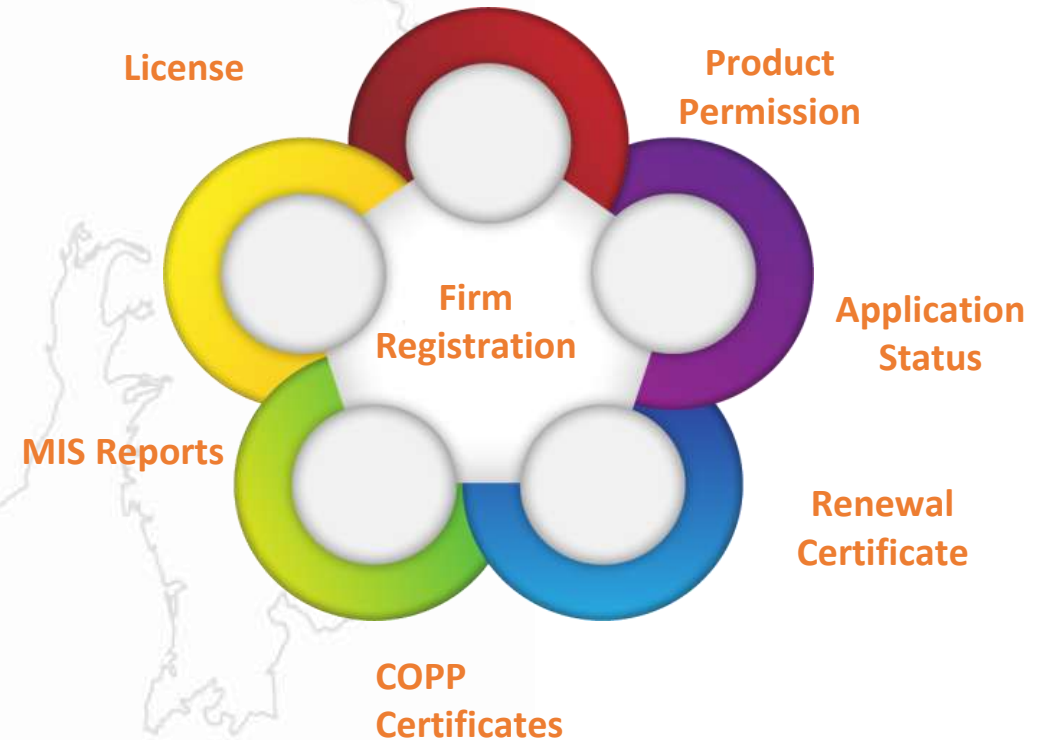 License
Product
Permission
Firm
Registration
Application
Status
MIS Reports
Renewal
Certificate
COPP
Certificates